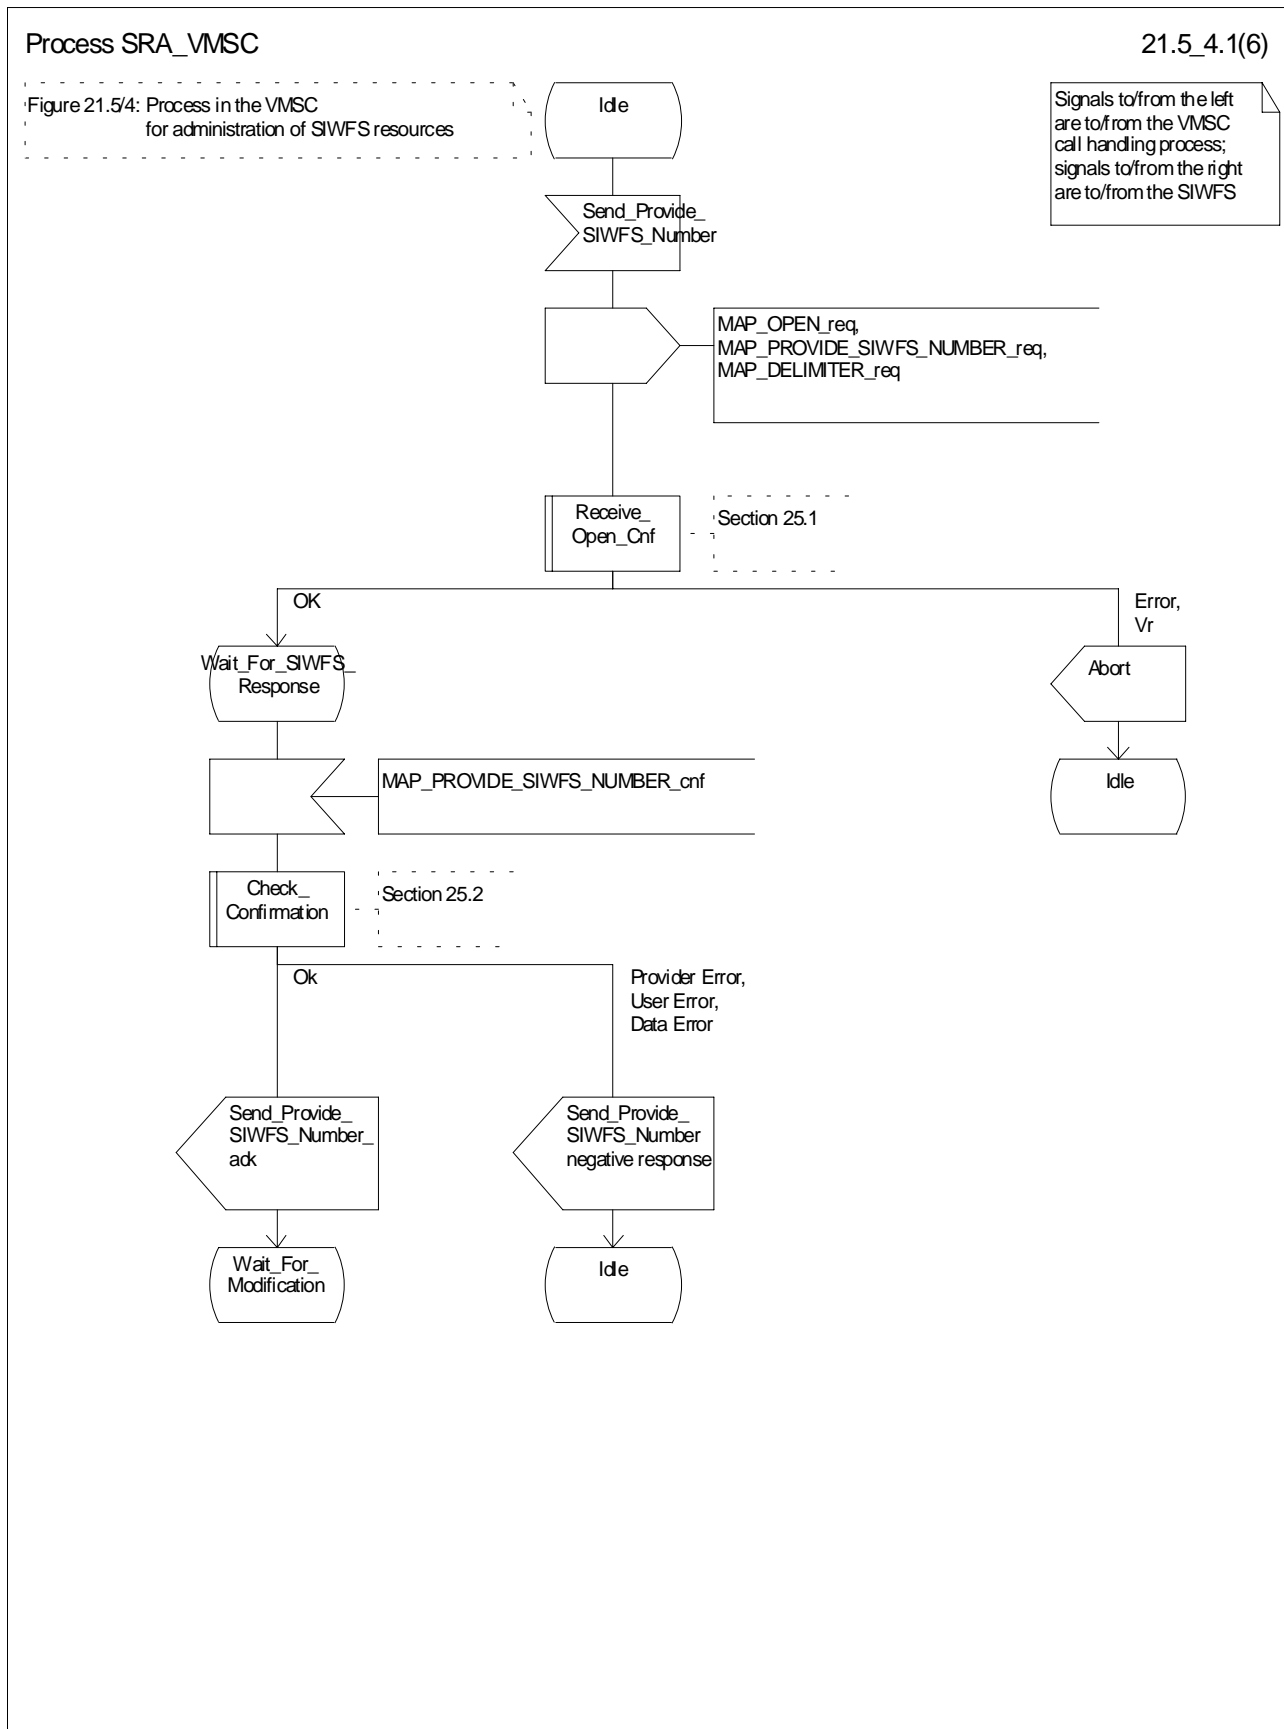 Process SRA_VMSC
21.5_4.1(6)
Figure 21.5/4: Process in the VMSC
for administration of SIWFS resources
Idle
Signals to/from the left
are to/from the VMSC
call handling process;
signals to/from the right
are to/from the SIWFS
Send_Provide_
SIWFS_Number
MAP_OPEN_req,
MAP_PROVIDE_SIWFS_NUMBER_req,
MAP_DELIMITER_req
Receive_
Open_Cnf
Section 25.1
OK
Error,
Vr
Wait_For_SIWFS_
Response
Abort
MAP_PROVIDE_SIWFS_NUMBER_cnf
Idle
Check_
Confirmation
Section 25.2
Ok
Provider Error,
User Error,
Data Error
Send_Provide_
SIWFS_Number_
ack
Send_Provide_
SIWFS_Number
negative response
Wait_For_
Modification
Idle